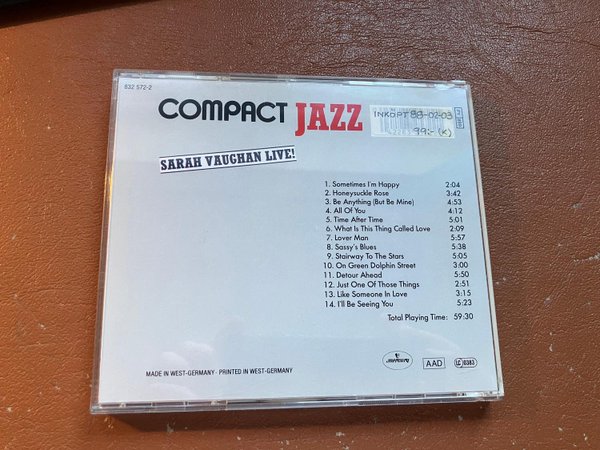 832 572-2
COMPACT JAZZ
INKÖPT 88-02-03
99:- (K)
SARAH VAUGHAN LIVE!
1. Sometimes I'm Happy 2:04
2. Honeysuckle Rose 3:42
3. Be Anything (But Be Mine) 4:53
4. All Of You 4:12
5. Time After Time 5:01
6. What Is This Thing Called Love 2:09
7. Lover Man 5:57
8. Sassy's Blues 5:38
9. Stairway To The Stars 5:05
10. On Green Dolphin Street 3:00
11. Detour Ahead 5:50
12. Just One Of Those Things 2:51
13. Like Someone In Love 3:15
14. I'll Be Seeing You 5:23
Total Playing Time: 59:30
mercury AAD LC 0383
MADE IN WEST-GERMANY · PRINTED IN WEST-GERMANY